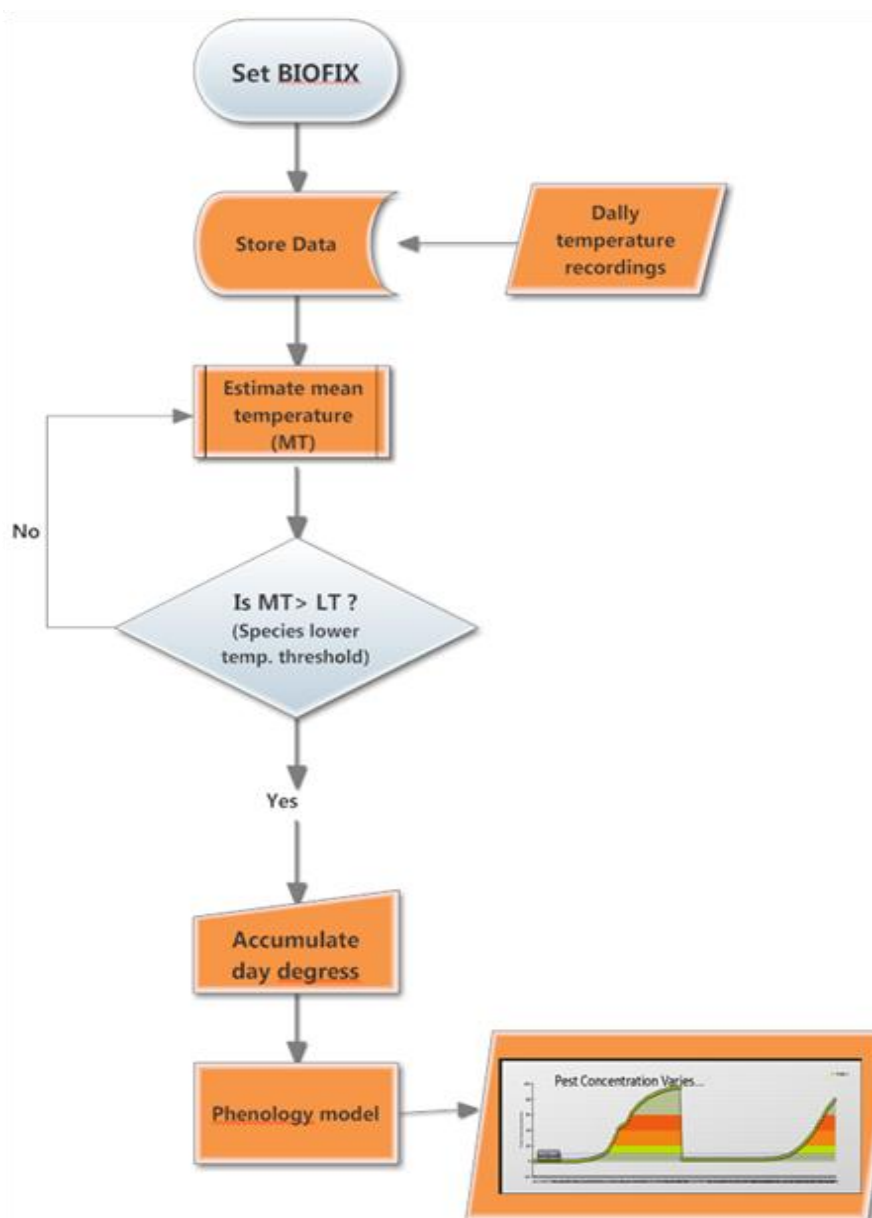 Set BIOFIX
Store Data
Dally
temperature
recordings
Estimate mean
temperature
(MT)
No
Is MT> LT ?
(Species lower
temp. threshold)
Yes
Accumulate
day degress
Phenology model
Pest Concentration Varies...